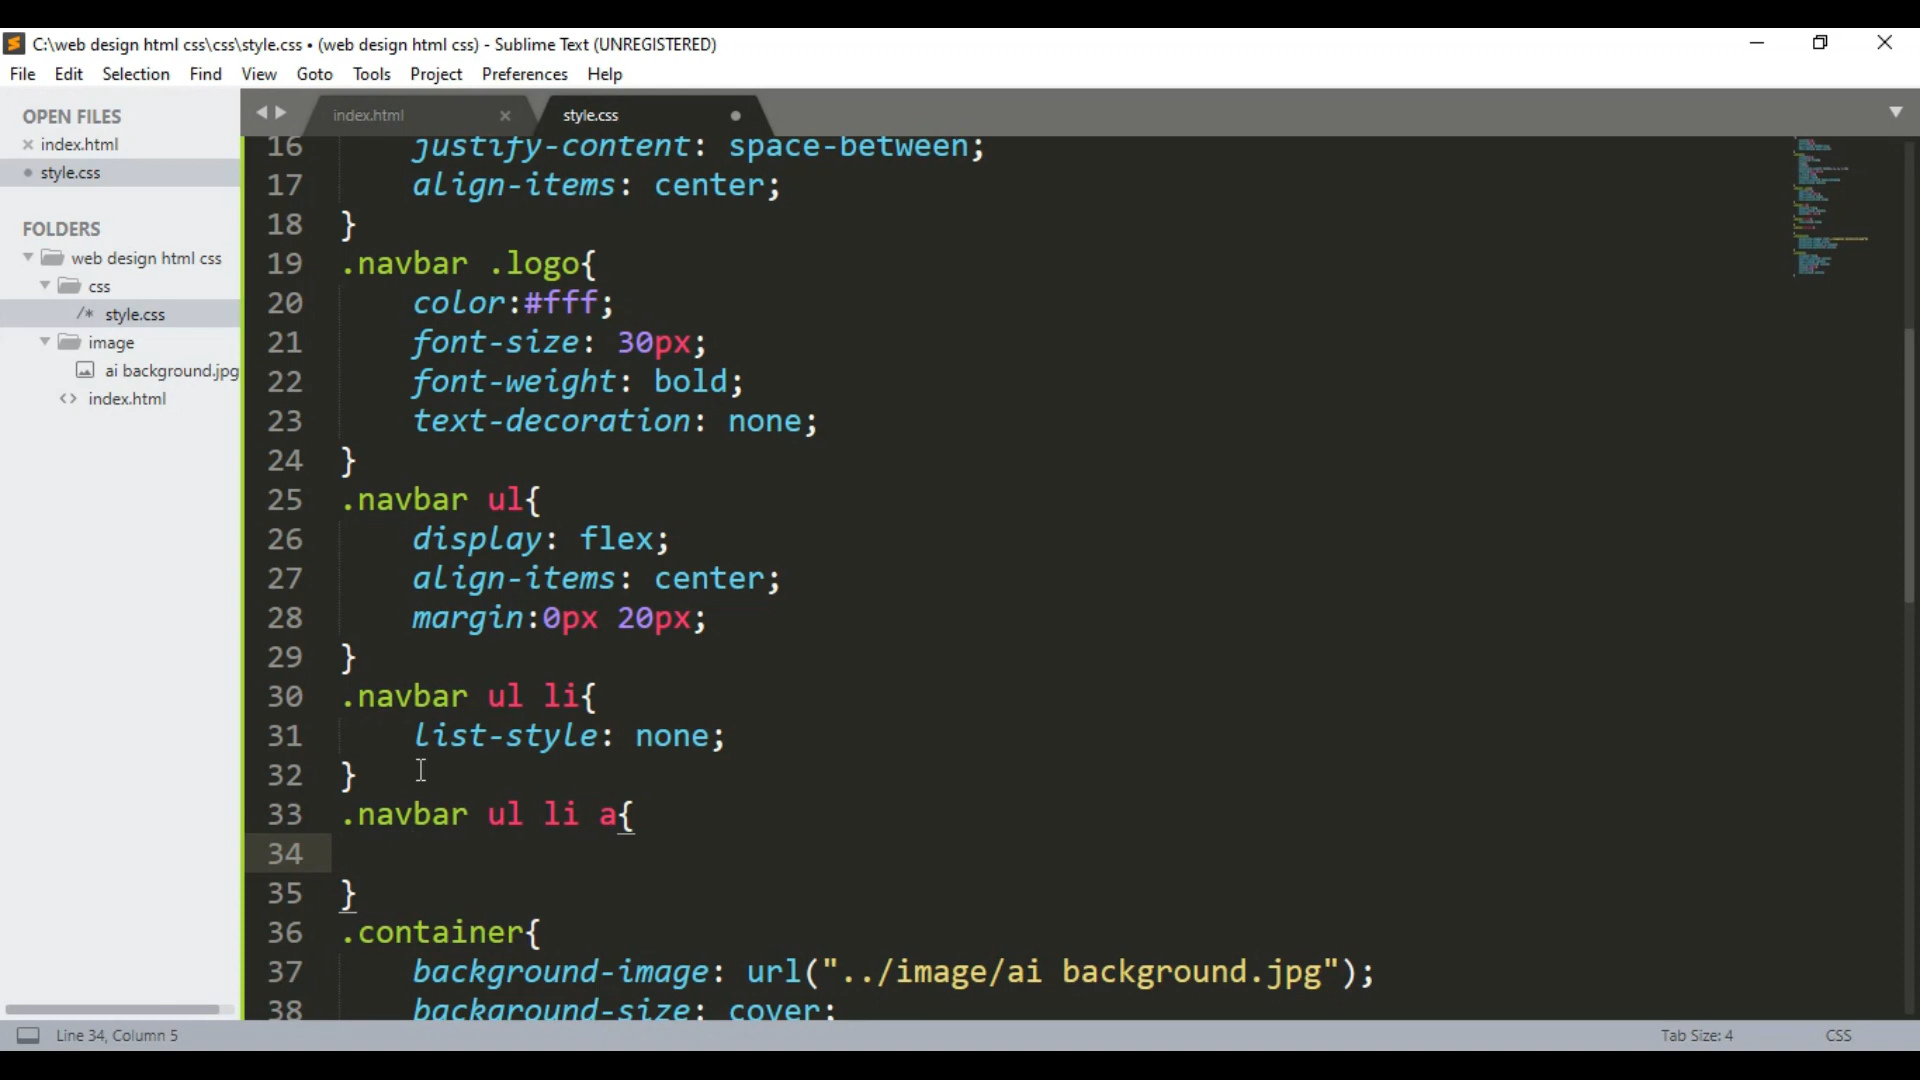 C:\web design html css\css\style.css • (web design html css) - Sublime Text (UNREGISTERED)
File Edit Selection Find View Goto Tools Project Preferences Help
OPEN FILES
index.html
style.css
FOLDERS
web design html css
css
/* style.css
image
ai background.jpg
<> index.html
index.html
style.css
16 justify-content: space-between;
17 align-items: center;
18 }
19 .navbar .logo{
20 color:#fff;
21 font-size: 30px;
22 font-weight: bold;
23 text-decoration: none;
24 }
25 .navbar ul{
26 display: flex;
27 align-items: center;
28 margin:0px 20px;
29 }
30 .navbar ul li{
31 list-style: none;
32 }
33 .navbar ul li a{
34
35 }
36 .container{
37 background-image: url("../image/ai background.jpg");
38 background-size: cover;
Line 34, Column 5
Tab Size: 4
CSS